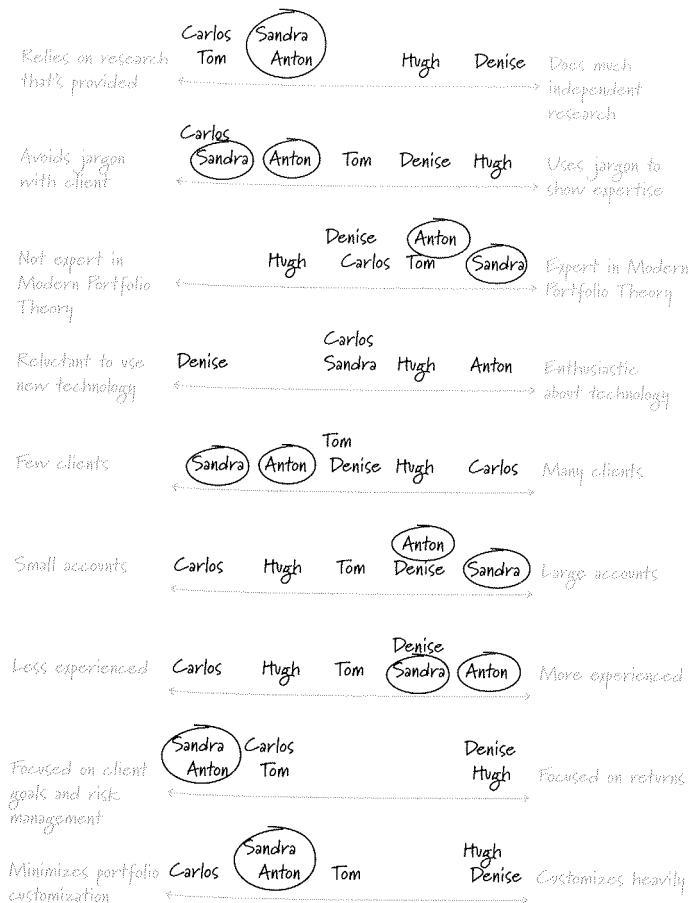 Carlos Sandra
Relies on research Tom Anton Hugh Denise Does much
that's provided independent
research
Carlos
Avoids jargon Sandra Anton Tom Denise Hugh Uses jargon to
with client show expertise
Denise Anton
Not expert in Hugh Carlos Tom Sandra Expert in Modern
Modern Portfolio Portfolio Theory
Theory
Carlos
Reluctant to use Denise Sandra Hugh Anton Enthusiastic
new technology about technology
Tom
Few clients Sandra Anton Denise Hugh Carlos Many clients
Anton
Small accounts Carlos Hugh Tom Denise Sandra Large accounts
Denise
Less experienced Carlos Hugh Tom Sandra Anton More experienced
Sandra Carlos Denise
Focused on client Anton Tom Hugh Focused on returns
goals and risk
management
Sandra Hugh
Minimizes portfolio Carlos Anton Tom Denise Customizes heavily
customization